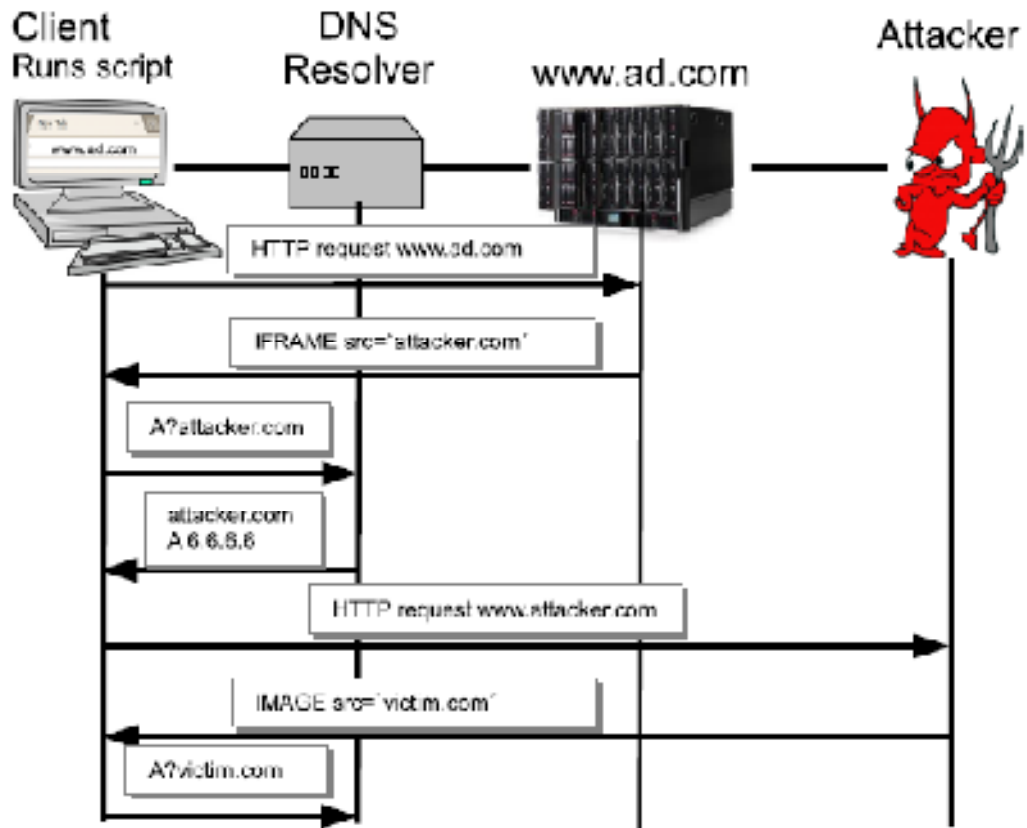 Client
Runs script
DNS
Resolver
www.ad.com
Attacker
www.ad.com
HTTP request www.ad.com
IFRAME src="attacker.com"
A?attacker.com
attacker.com
A 6.6.6.6
HTTP request www.attacker.com
IMAGE src="victim.com"
A?victim.com